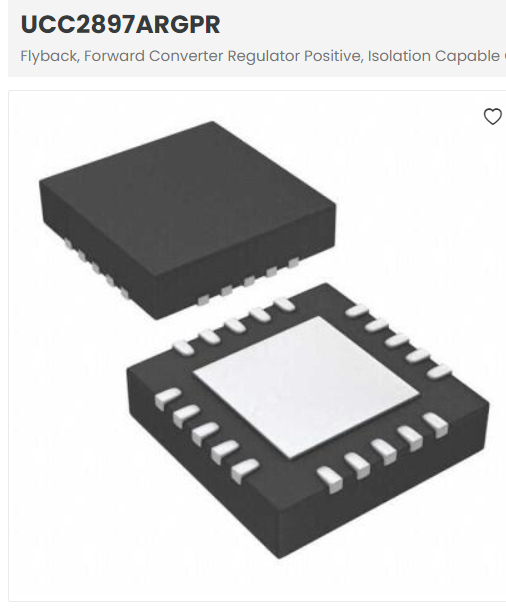 UCC2897ARGPR
Flyback, Forward Converter Regulator Positive, Isolation Capable